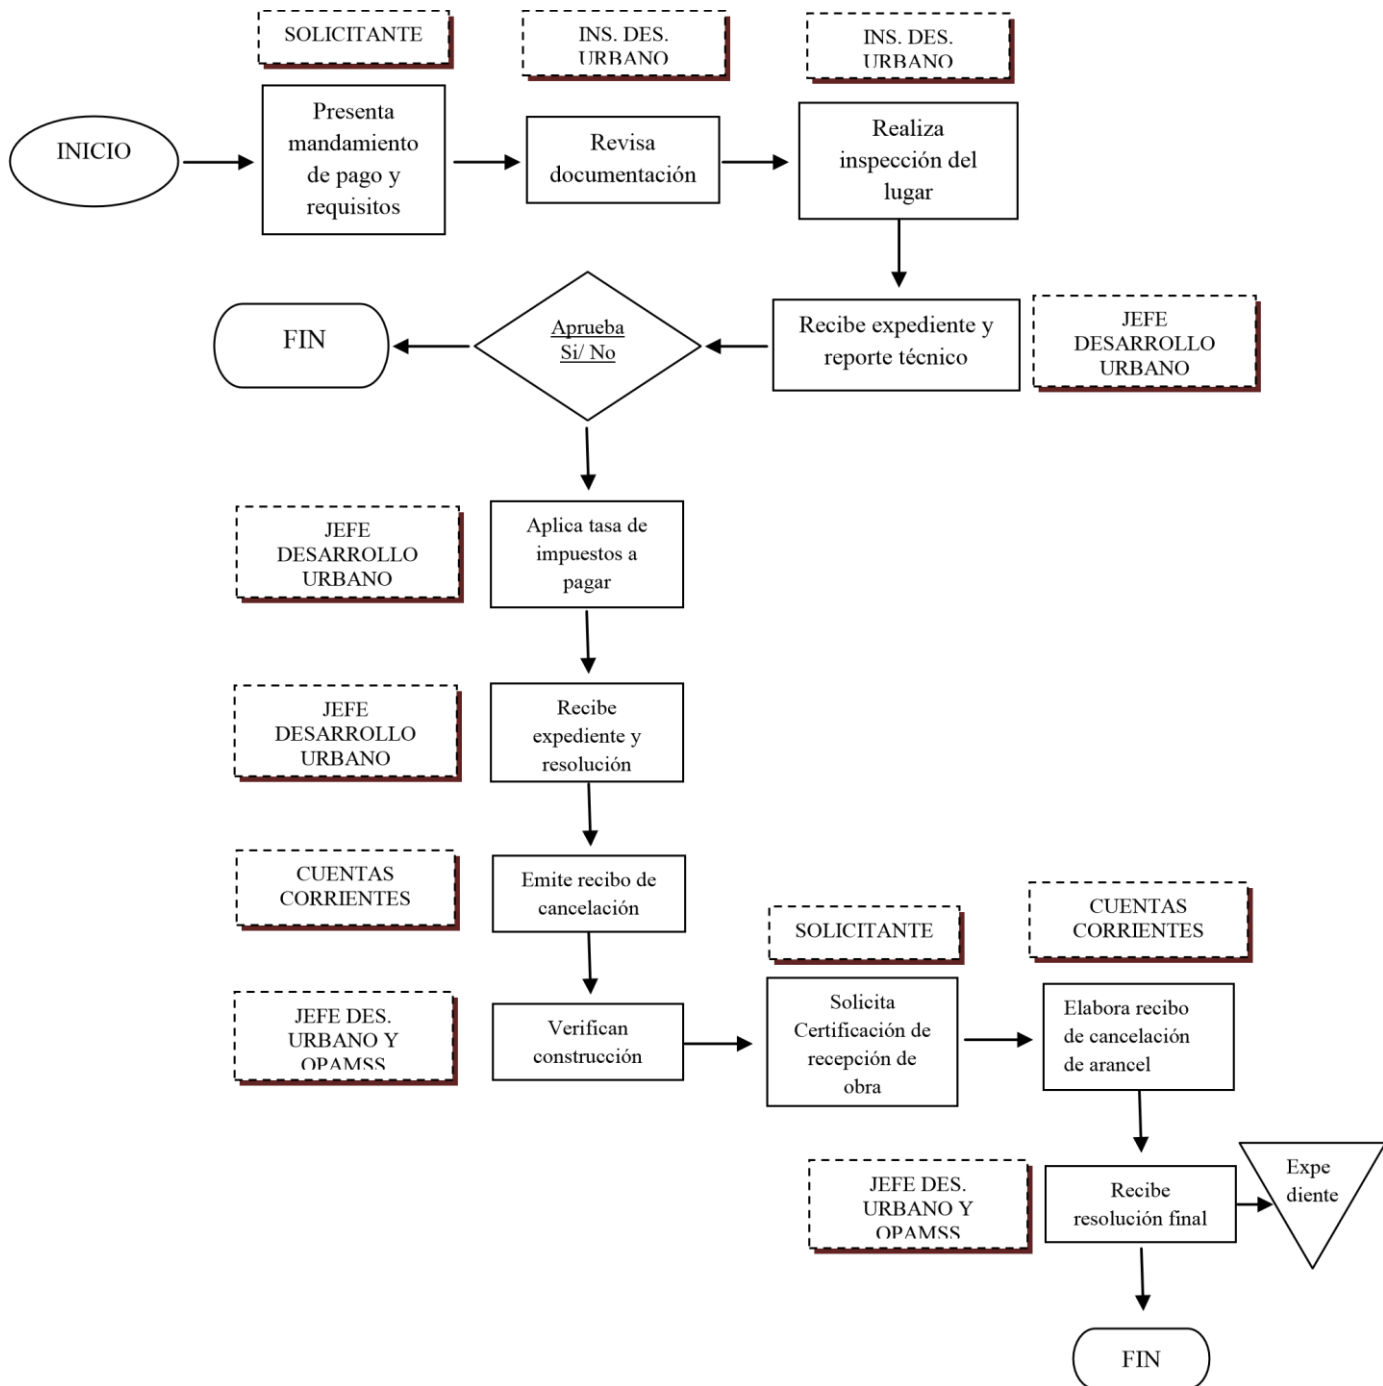 SOLICITANTE
INS. DES.
URBANO
INS. DES.
URBANO
INICIO
Presenta
mandamiento
de pago y
requisitos
Revisa
documentación
Realiza
inspección del
lugar
FIN
Aprueba
Si/ No
Recibe expediente y
reporte técnico
JEFE
DESARROLLO
URBANO
JEFE
DESARROLLO
URBANO
Aplica tasa de
impuestos a
pagar
JEFE
DESARROLLO
URBANO
Recibe
expediente y
resolución
CUENTAS
CORRIENTES
Emite recibo de
cancelación
SOLICITANTE
CUENTAS
CORRIENTES
JEFE DES.
URBANO Y
OPAMSS
Verifican
construcción
Solicita
Certificación de
recepción de
obra
Elabora recibo
de cancelación
de arancel
JEFE DES.
URBANO Y
OPAMSS
Recibe
resolución final
Expe
diente
FIN